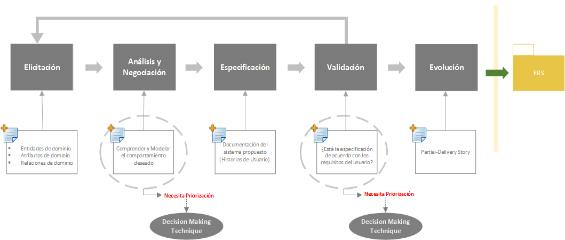 Elicitación
Análisis y
Negociación
Especificación
Validación
Evolución
ERS
Entidades de dominio
Atributos de dominio
Relaciones de dominio
Comprender y Modelar
el comportamiento
deseado
Documentación del
sistema propuesto
(Historias de Usuario)
¿Está la especificación
de acuerdo con los
requisitos del usuario?
Partial-Delivery Story
Necesita Priorización
Necesita Priorización
Decision Making
Technique
Decision Making
Technique